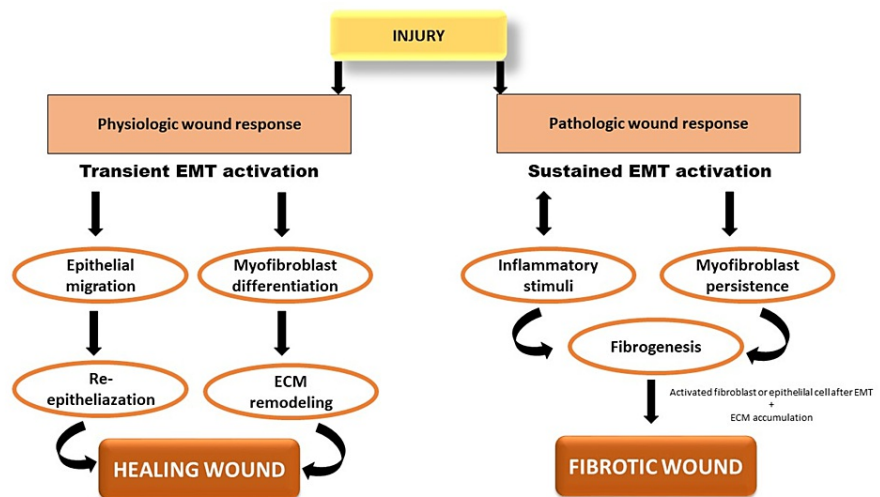 INJURY
Physiologic wound response
Pathologic wound response
Transient EMT activation
Sustained EMT activation
Epithelial
migration
Myofibroblast
differentiation
Inflammatory
stimuli
Myofibroblast
persistence
Fibrogenesis
Re-
epitheliazation
ECM
remodeling
Activated fibroblast or epithelilal cell after EMT
+
ECM accumulation
HEALING WOUND
FIBROTIC WOUND